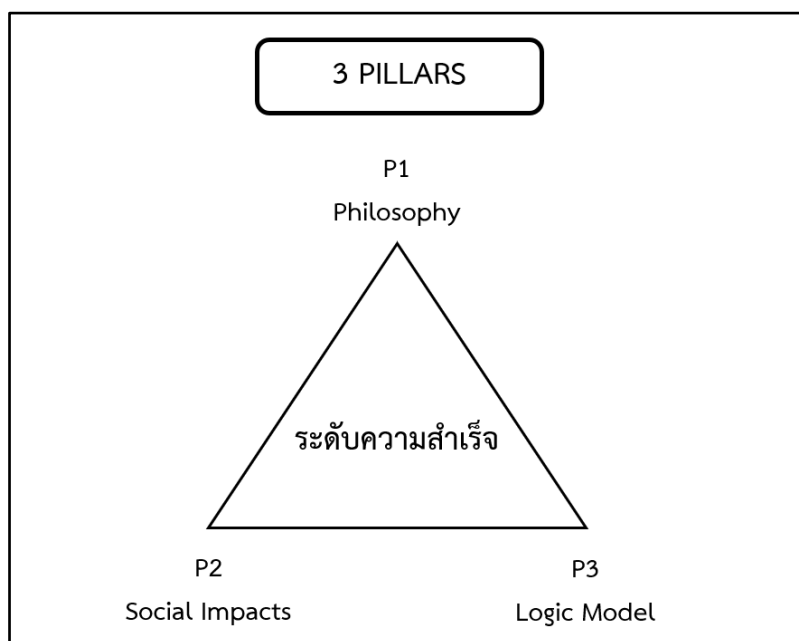 3 PILLARS
P1
Philosophy
ระดับความสำเร็จ
P2
Social Impacts
P3
Logic Model